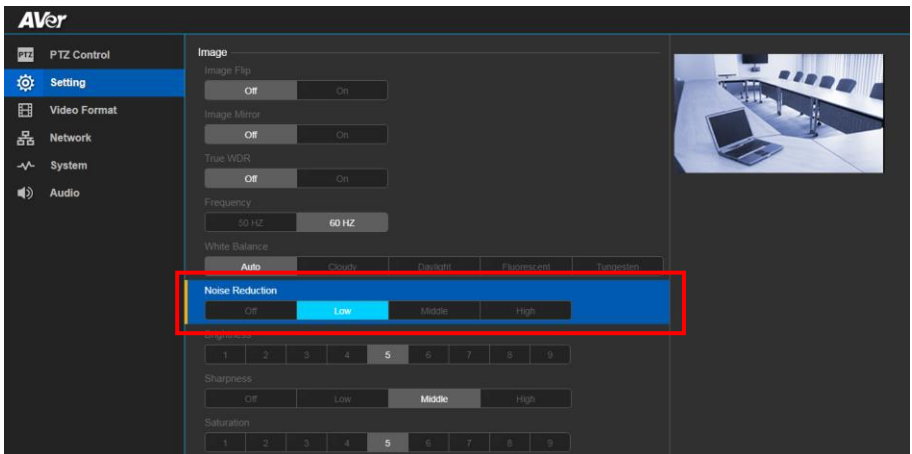 AVer
PTZ PTZ Control
Setting
Video Format
Network
System
Audio
Image
Image Flip
Off On
Image Mirror
Off On
True WDR
Off On
Frequency
50 HZ 60 HZ
White Balance
Auto Cloudy Daylight Fluorescent Tungesten
Noise Reduction
Off Low Middle High
Brightness
1 2 3 4 5 6 7 8 9
Sharpness
Off Low Middle High
Saturation
1 2 3 4 5 6 7 8 9